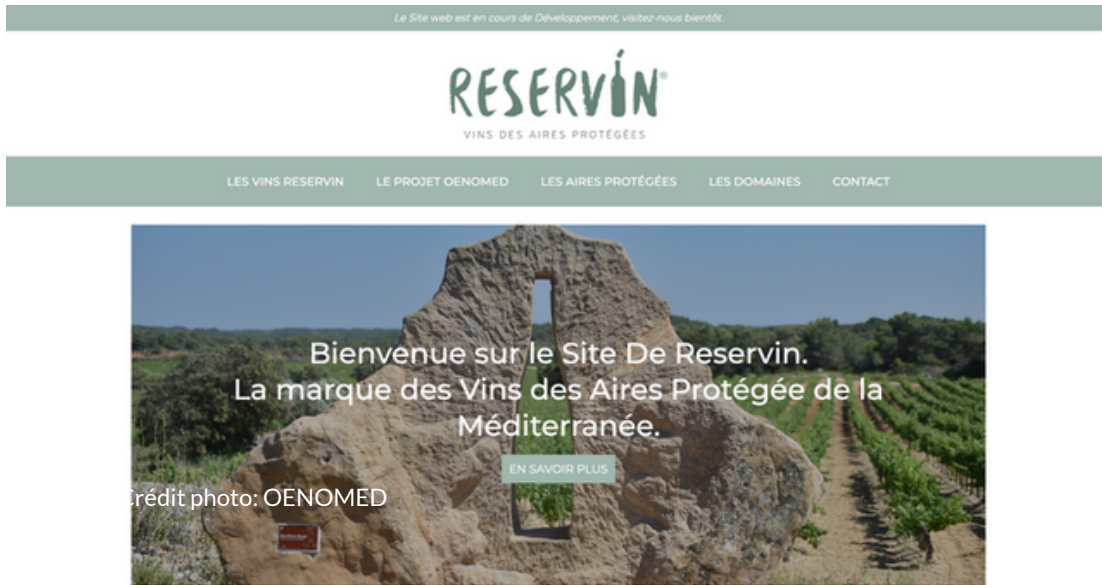 Le Site web est en cours de Développement, visitez-nous bientôt.
RESERVIN®
VINS DES AIRES PROTÉGÉES
LES VINS RESERVIN LE PROJET OENOMED LES AIRES PROTÉGÉES LES DOMAINES CONTACT
Bienvenue sur le Site De Reservin.
La marque des Vins des Aires Protégée de la
Méditerranée.
EN SAVOIR PLUS
Crédit photo: OENOMED